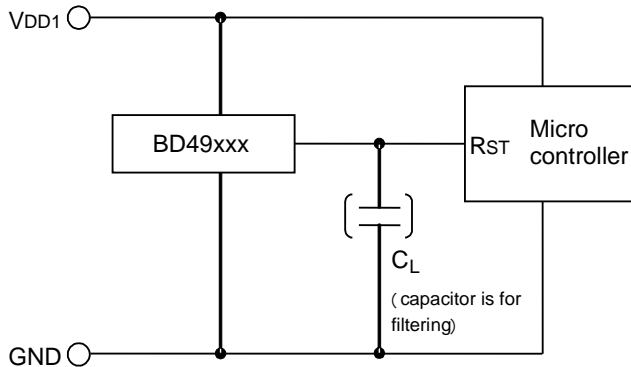 VDD1
BD49xxx
RST
Micro
controller
CL
(capacitor is for
filtering)
GND